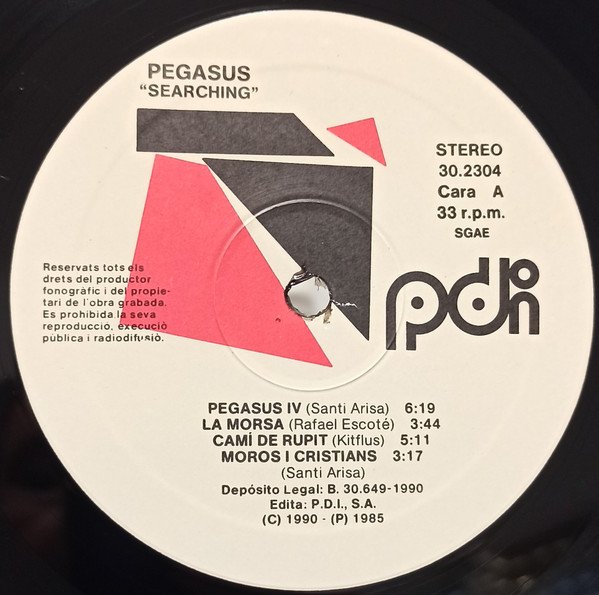 PEGASUS
“SEARCHING”
STEREO
30.2304
Cara A
33 r.p.m.
SGAE
Reservats tots els
drets del productor
fonogràfic i del propie-
tari de l'obra grabada.
Es prohibida la seva
reproducció, execució
pública i radiodifusió.
pdi
PEGASUS IV (Santi Arisa) 6:19
LA MORSA (Rafael Escoté) 3:44
CAMÍ DE RUPIT (Kitflus) 5:11
MOROS I CRISTIANS 3:17
(Santi Arisa)
Depósito Legal: B. 30.649-1990
Edita: P.D.I., S.A.
(C) 1990 - (P) 1985